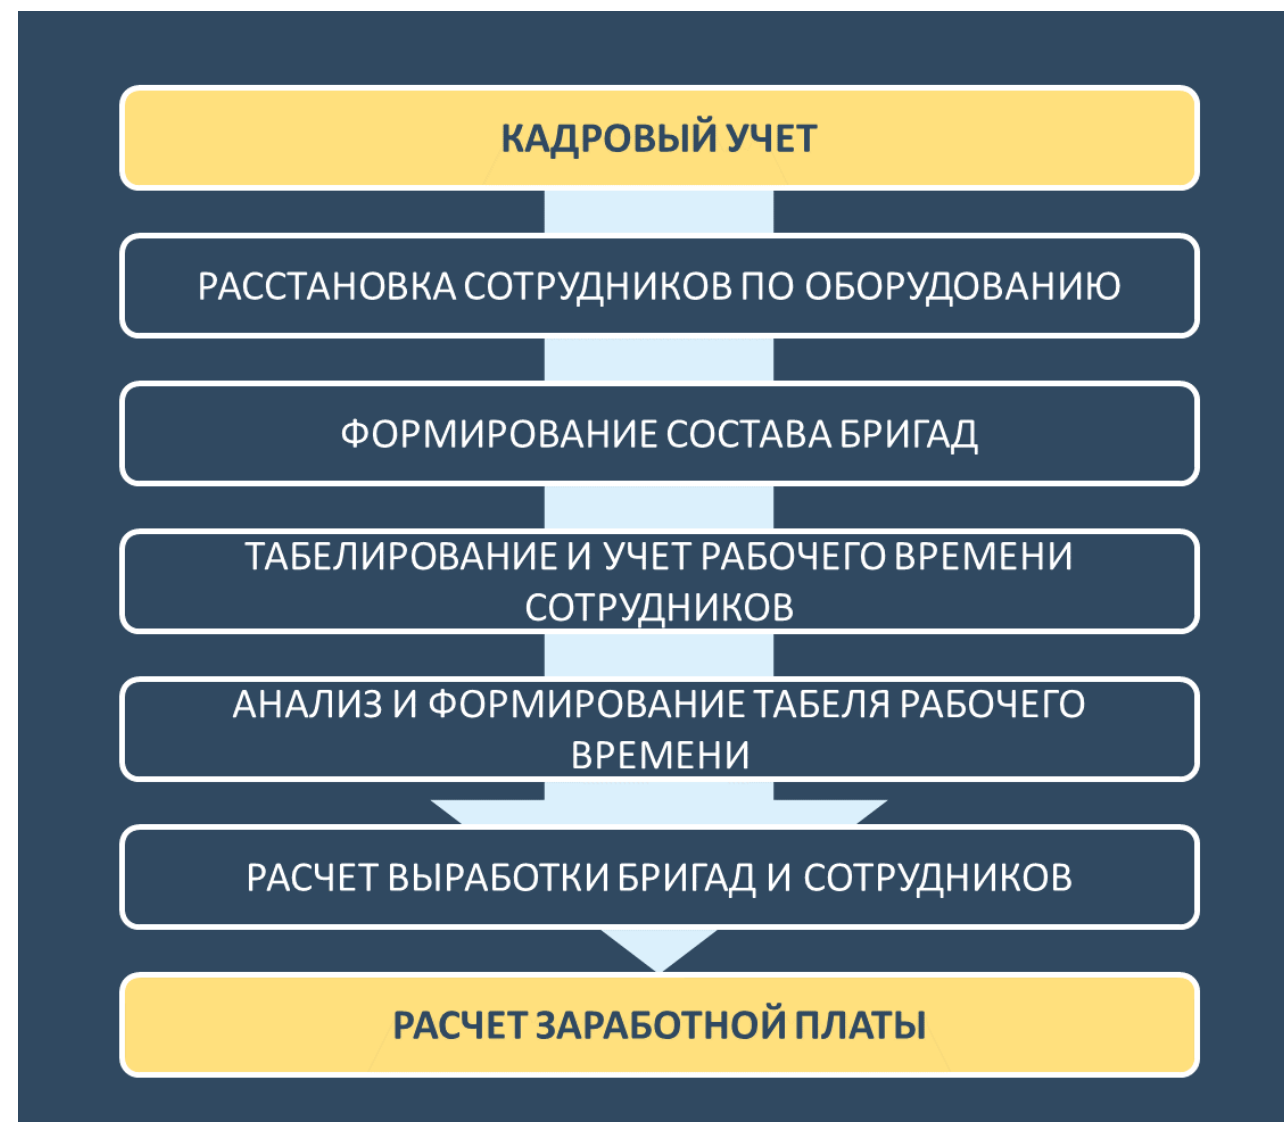 КАДРОВЫЙ УЧЕТ
РАССТАНОВКА СОТРУДНИКОВ ПО ОБОРУДОВАНИЮ
ФОРМИРОВАНИЕ СОСТАВА БРИГАД
ТАБЕЛИРОВАНИЕ И УЧЕТ РАБОЧЕГО ВРЕМЕНИ
СОТРУДНИКОВ
АНАЛИЗ И ФОРМИРОВАНИЕ ТАБЕЛЯ РАБОЧЕГО
ВРЕМЕНИ
РАСЧЕТ ВЫРАБОТКИ БРИГАД И СОТРУДНИКОВ
РАСЧЕТ ЗАРАБОТНОЙ ПЛАТЫ